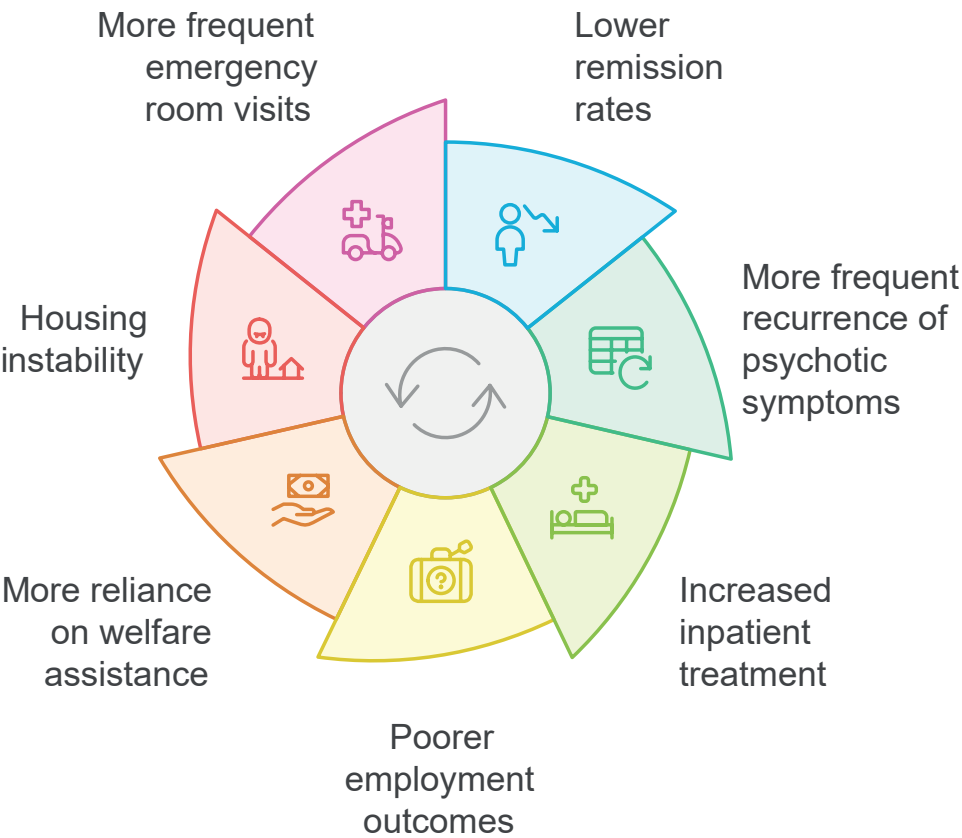 More frequent
emergency
room visits
Lower
remission
rates
More frequent
recurrence of
psychotic
symptoms
Housing
instability
Increased
inpatient
treatment
More reliance
on welfare
assistance
Poorer
employment
outcomes